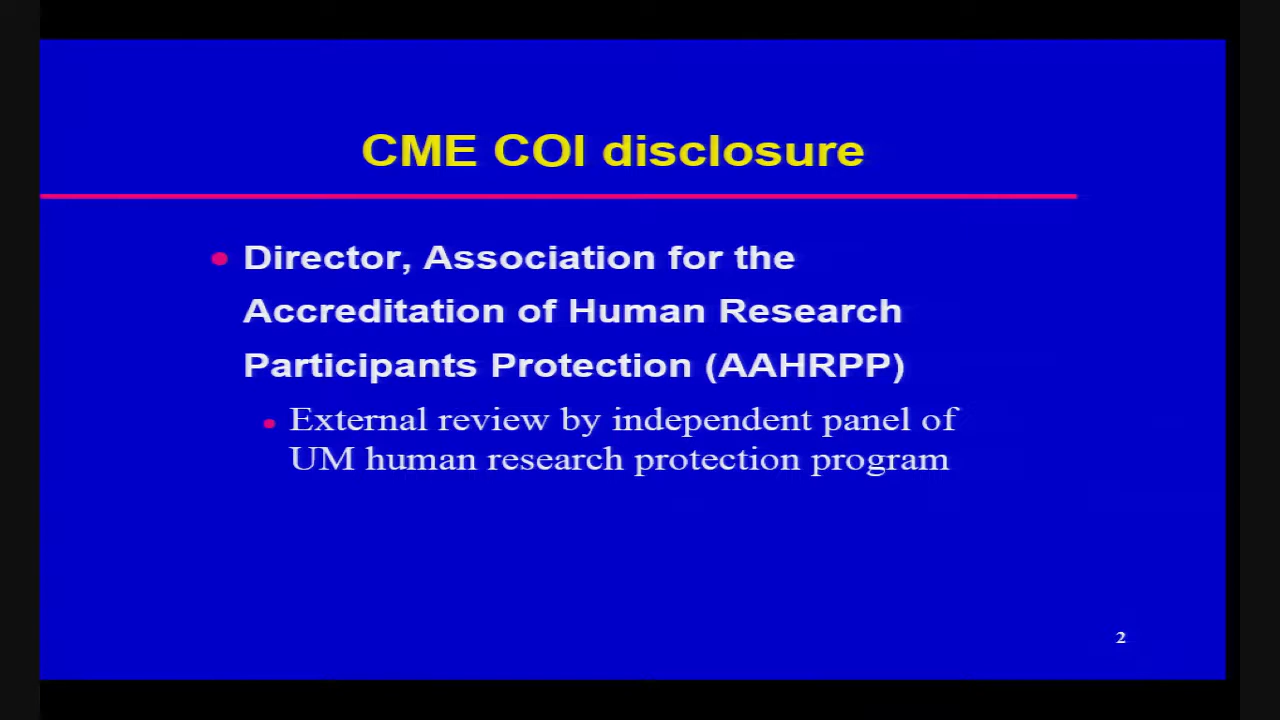 CME COI disclosure
Director, Association for the
Accreditation of Human Research
Participants Protection (AAHRPP)
External review by independent panel of
UM human research protection program
2